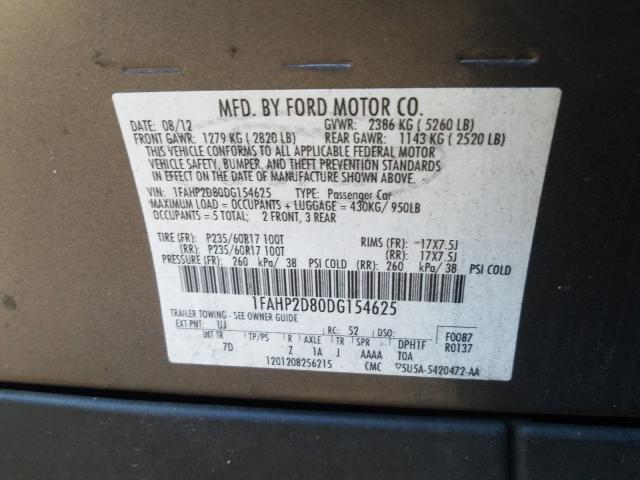 MFD. BY FORD MOTOR CO.
DATE: 08/12 GVWR: 2386 KG ( 5260 LB)
FRONT GAWR: 1279 KG ( 2820 LB) REAR GAWR: 1143 KG ( 2520 LB)
THIS VEHICLE CONFORMS TO ALL APPLICABLE FEDERAL MOTOR
VEHICLE SAFETY, BUMPER, AND THEFT PREVENTION STANDARDS
IN EFFECT ON THE DATE OF MANUFACTURE SHOWN ABOVE.
VIN: 1FAHP2D80DG154625 TYPE: Passenger Car
MAXIMUM LOAD = OCCUPANTS + LUGGAGE = 430KG/ 950LB
OCCUPANTS = 5 TOTAL; 2 FRONT, 3 REAR
TIRE (FR): P235/60R17 100T RIMS (FR): 17X7.5J
(RR): P235/60R17 100T (RR): 17X7.5J
PRESSURE (FR): 260 kPa/ 38 PSI COLD (RR): 260 kPa/ 38 PSI COLD
1FAHP2D80DG154625
TRAILER TOWING - SEE OWNER GUIDE
EXT PNT: UJ RC: 52 DSO: F0087
INT TR TP/PS R AXLE TR SPR DPH1F R0137
7D Z 1A J AAAA TOA
1201208256215 CMC 5U5A-5420472-AA